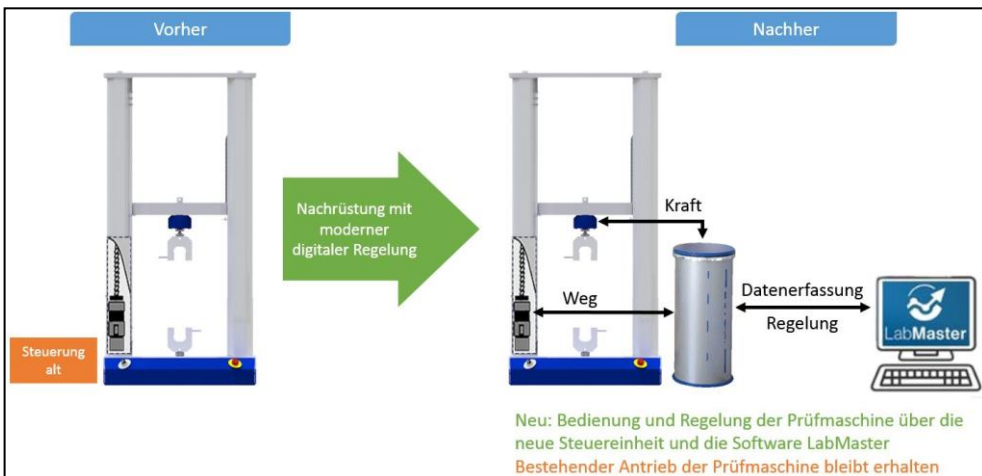 Vorher
Nachher
Nachrüstung mit
moderner
digitaler Regelung
Steuerung
alt
Kraft
Weg
Datenerfassung
Regelung
LabMaster
Neu: Bedienung und Regelung der Prüfmaschine über die
neue Steuereinheit und die Software LabMaster
Bestehender Antrieb der Prüfmaschine bleibt erhalten